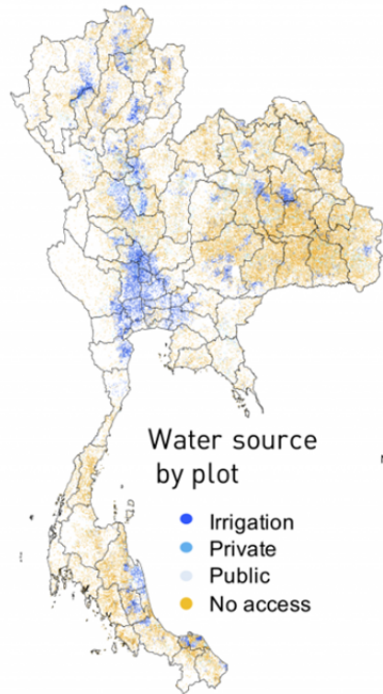 Water source
by plot
Irrigation
Private
Public
No access